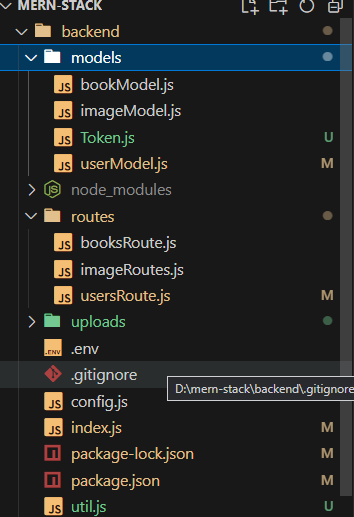 MERN-STACK
backend
models
JS bookModel.js
JS imageModel.js
JS Token.js U
JS userModel.js M
JS node_modules
routes
JS booksRoute.js
JS imageRoutes.js
JS usersRoute.js M
uploads
.ENV .env
.gitignore
D:\mern-stack\backend\.gitignore
JS config.js
JS index.js M
package-lock.json M
package.json M
JS util.js U